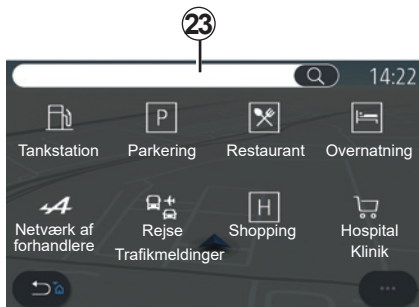 23
14:22
Tankstation Parkering Restaurant Overnatning
P
H
Netværk af forhandlere
Rejse
Trafikmeldinger
Shopping
Hospital
Klinik